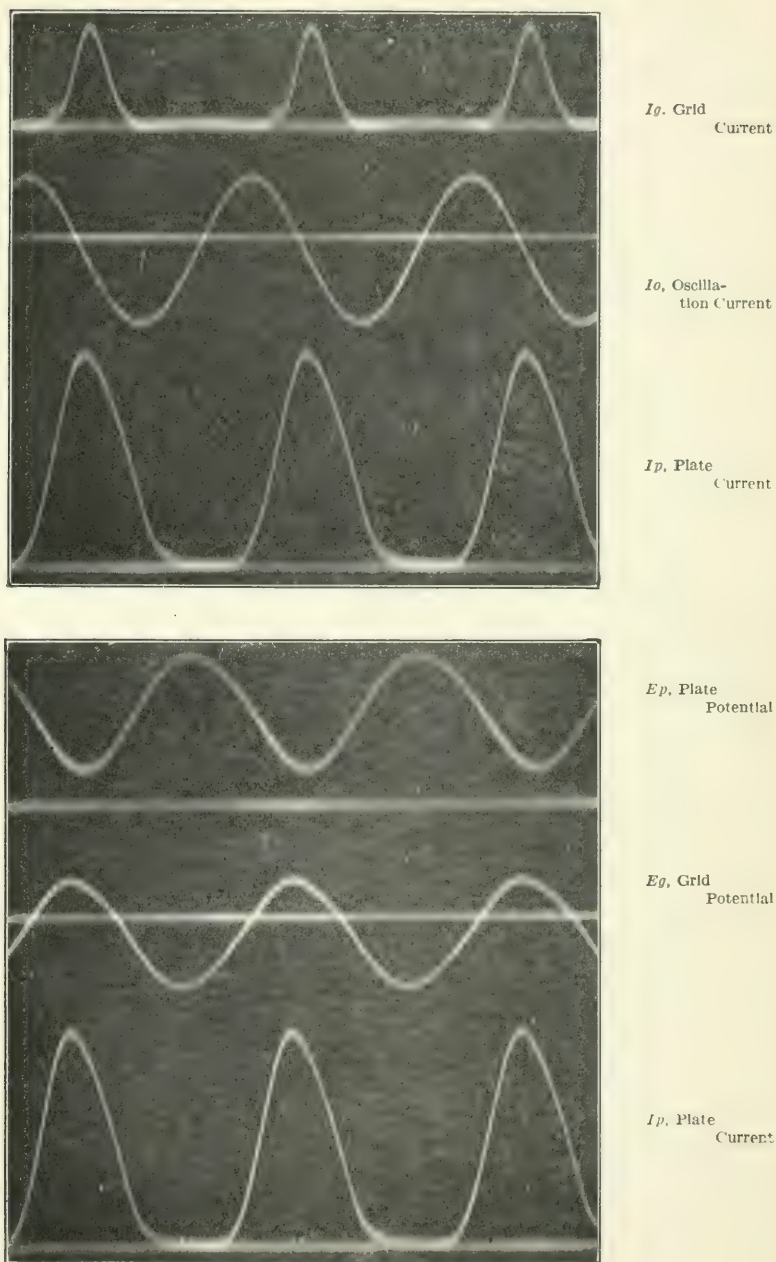 Ig. Grid
Current
Io, Oscilla-
tion Current
Ip, Plate
Current
Ep, Plate
Potential
Eg, Grid
Potential
Ip, Plate
Current